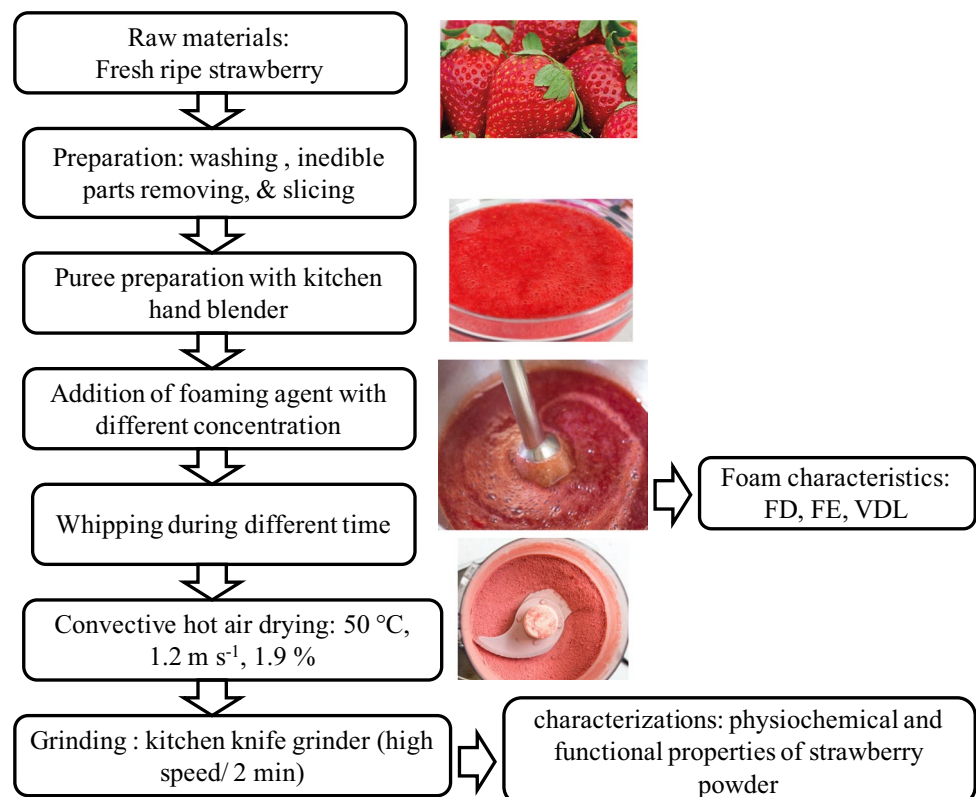 Raw materials:
Fresh ripe strawberry
Preparation: washing , inedible
parts removing, & slicing
Puree preparation with kitchen
hand blender
Addition of foaming agent with
different concentration
Whipping during different time
Foam characteristics:
FD, FE, VDL
Convective hot air drying: 50 °C,
1.2 m s⁻¹, 1.9 %
Grinding : kitchen knife grinder (high
speed/ 2 min)
characterizations: physiochemical and
functional properties of strawberry
powder